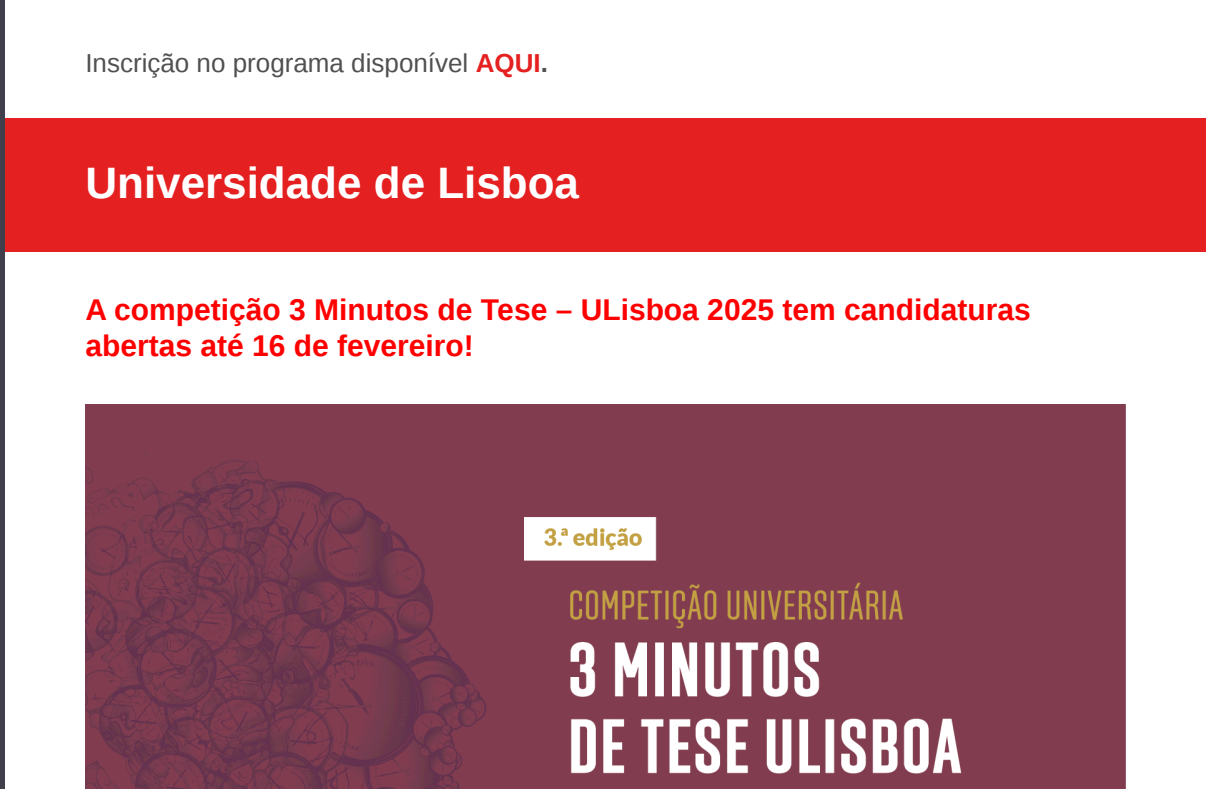 Inscrição no programa disponível AQUI.
Universidade de Lisboa
A competição 3 Minutos de Tese – ULisboa 2025 tem candidaturas
abertas até 16 de fevereiro!
3.ª edição
COMPETIÇÃO UNIVERSITÁRIA
3 MINUTOS
DE TESE ULISBOA